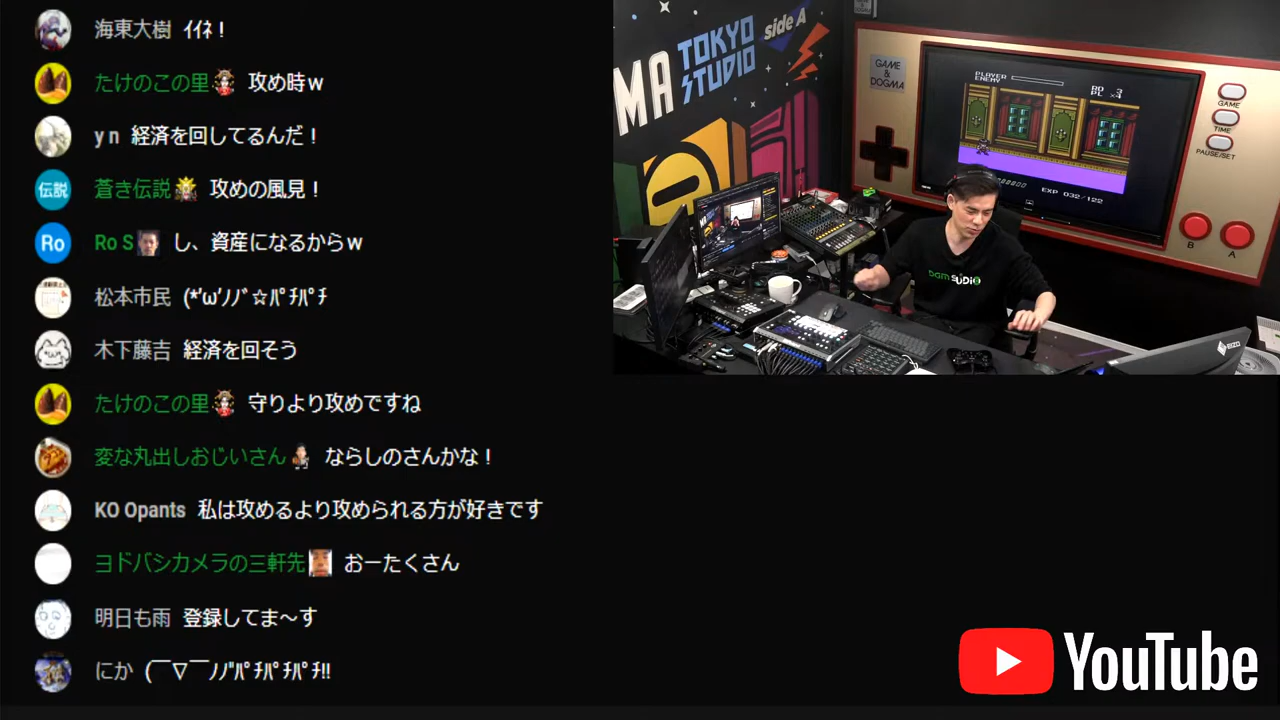 海東大樹 ｲｲﾈ！
たけのこの里 攻め時ｗ
y n 経済を回してるんだ！
伝説
蒼き伝説 攻めの風見！
Ro
Ro S し、資産になるからｗ
松本市民 (*'ω'ﾉﾉﾞ☆ﾊﾟﾁﾊﾟﾁ
木下藤吉 経済を回そう
たけのこの里 守りより攻めですね
変な丸出しおじいさん ならしのさんかな！
KO Opants 私は攻めるより攻められる方が好きです
ヨドバシカメラの三軒先 おーたくさん
明日も雨 登録してま～す
にか (￣∇￣ﾉﾉ"ﾊﾟﾁﾊﾟﾁﾊﾟﾁ!!
MA TOKYO STUDIO side A
GAME & DOGMA
PLAYER
ENEMY
EXP 032/122
GAME
TIME
PAUSE/SET
B
A
EIZO
YouTube